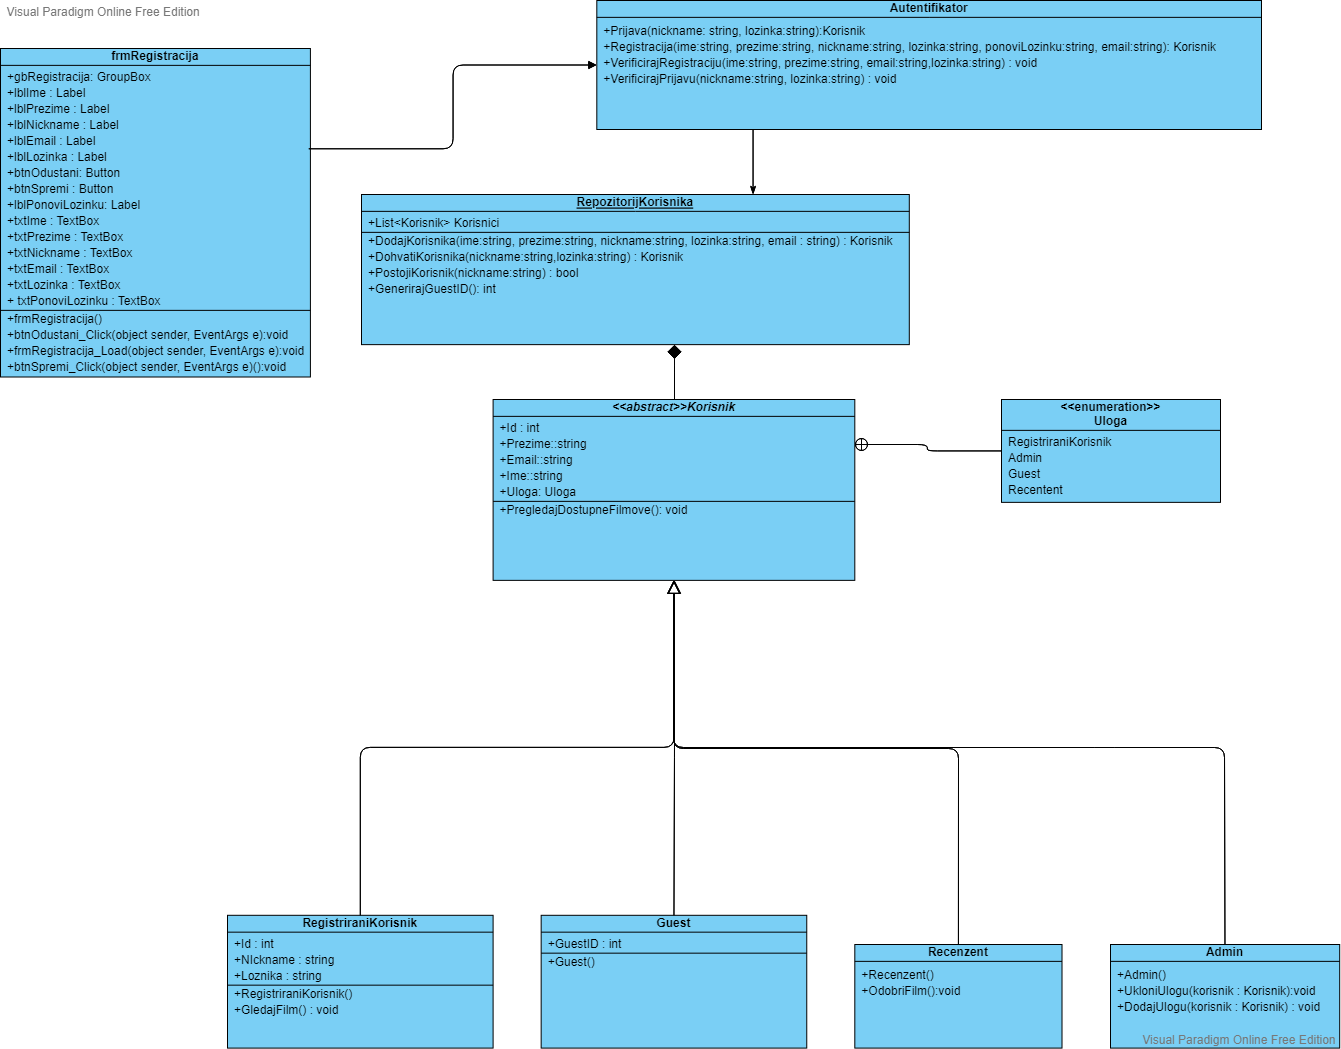 Visual Paradigm Online Free Edition
Autentifikator
+Prijava(nickname: string, lozinka:string):Korisnik
+Registracija(ime:string, prezime:string, nickname:string, lozinka:string, ponoviLozinku:string, email:string): Korisnik
+VerificirajRegistraciju(ime:string, prezime:string, email:string,lozinka:string) : void
+VerificirajPrijavu(nickname:string, lozinka:string) : void
frmRegistracija
+gbRegistracija: GroupBox
+lblIme : Label
+lblPrezime : Label
+lblNickname : Label
+lblEmail : Label
+lblLozinka : Label
+btnOdustani: Button
+btnSpremi : Button
+lblPonoviLozinku: Label
+txtIme : TextBox
+txtPrezime : TextBox
+txtNickname : TextBox
+txtEmail : TextBox
+txtLozinka : TextBox
+ txtPonoviLozinku : TextBox
+frmRegistracija()
+btnOdustani_Click(object sender, EventArgs e):void
+frmRegistracija_Load(object sender, EventArgs e):void
+btnSpremi_Click(object sender, EventArgs e)():void
RepozitorijKorisnika
+List<Korisnik> Korisnici
+DodajKorisnika(ime:string, prezime:string, nickname:string, lozinka:string, email : string) : Korisnik
+DohvatiKorisnika(nickname:string,lozinka:string) : Korisnik
+PostojiKorisnik(nickname:string) : bool
+GenerirajGuestID(): int
<<abstract>>Korisnik
+Id : int
+Prezime::string
+Email::string
+Ime::string
+Uloga: Uloga
+PregledajDostupneFilmove(): void
<<enumeration>>
Uloga
RegistriraniKorisnik
Admin
Guest
Recentent
RegistriraniKorisnik
+Id : int
+NIckname : string
+Loznika : string
+RegistriraniKorisnik()
+GledajFilm() : void
Guest
+GuestID : int
+Guest()
Recenzent
+Recenzent()
+OdobriFilm():void
Admin
+Admin()
+UkloniUlogu(korisnik : Korisnik):void
+DodajUlogu(korisnik : Korisnik) : void
Visual Paradigm Online Free Edition